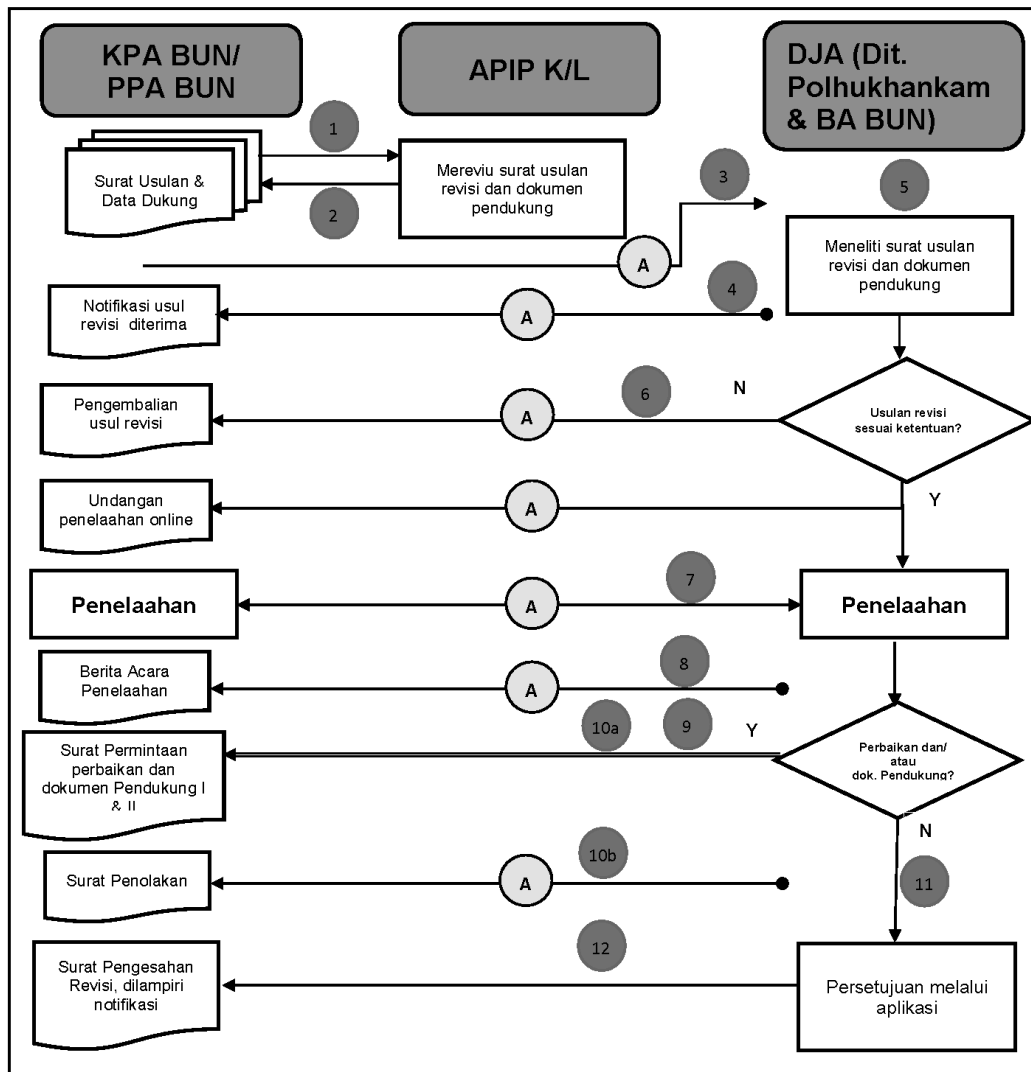 KPA BUN/
PPA BUN
APIP K/L
DJA (Dit.
Polhukhankam
& BA BUN)
1
Surat Usulan &
Data Dukung
2
Mereviu surat usulan
revisi dan dokumen
pendukung
3
5
A
Meneliti surat usulan
revisi dan dokumen
pendukung
Notifikasi usul
revisi diterima
A
4
Pengembalian
usul revisi
A
6
N
Usulan revisi
sesuai ketentuan?
Undangan
penelaahan online
A
Y
Penelaahan
A
7
Penelaahan
Berita Acara
Penelaahan
A
8
Surat Permintaan
perbaikan dan
dokumen Pendukung I
& II
10a
9
Y
Perbaikan dan/
atau
dok. Pendukung?
N
Surat Penolakan
A
10b
11
Surat Pengesahan
Revisi, dilampiri
notifikasi
12
Persetujuan melalui
aplikasi